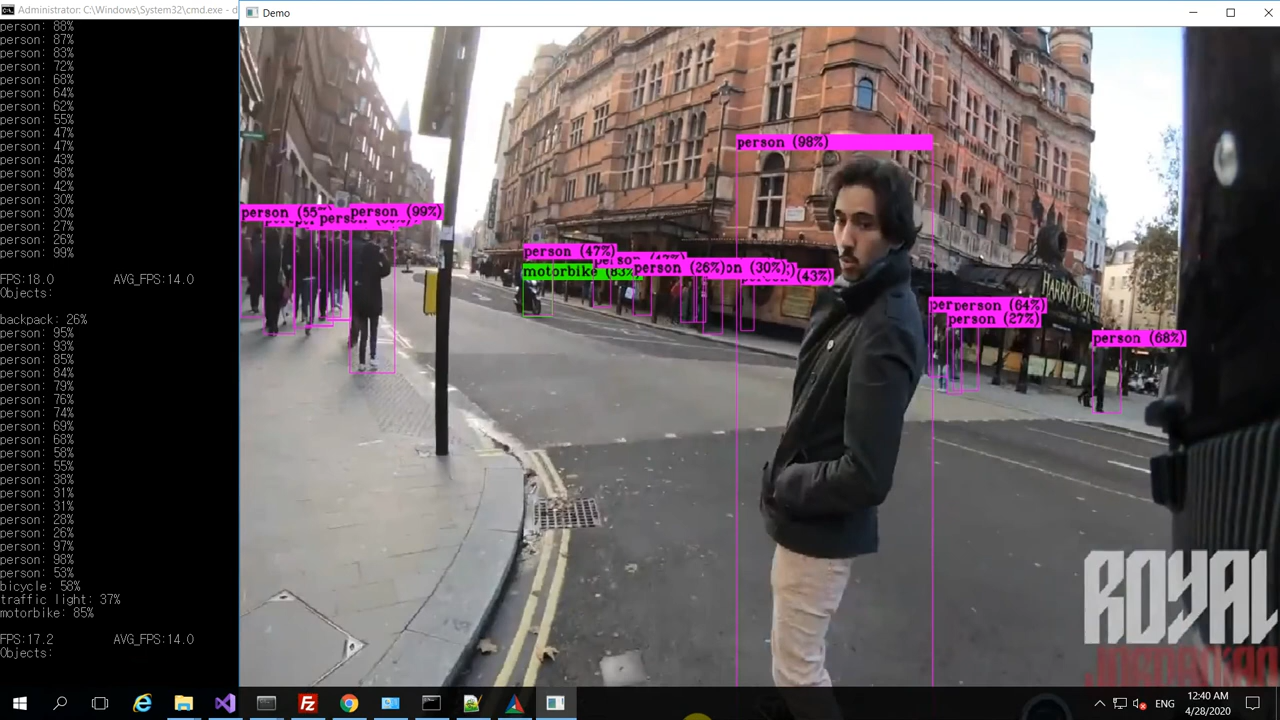 Administrator: C:\Windows\System32\cmd.exe - d
person: 88%
person: 87%
person: 83%
person: 72%
person: 68%
person: 64%
person: 62%
person: 55%
person: 47%
person: 47%
person: 43%
person: 98%
person: 42%
person: 30%
person: 30%
person: 27%
person: 26%
person: 99%
FPS:18.0 AVG_FPS:14.0
Objects:
backpack: 26%
person: 95%
person: 93%
person: 85%
person: 84%
person: 79%
person: 76%
person: 74%
person: 69%
person: 68%
person: 58%
person: 55%
person: 38%
person: 31%
person: 31%
person: 28%
person: 26%
person: 97%
person: 98%
person: 53%
bicycle: 58%
traffic light: 37%
motorbike: 85%
FPS:17.2 AVG_FPS:14.0
Objects:
Demo
person (98%)
person (55%)
person (99%)
person (47%)
motorbike (83%)
person (26%)
on (30%)
person (43%)
person (64%)
person (27%)
person (68%)
HARRY POTTER
ROYAL
JORDANIAN
ENG
12:40 AM
4/28/2020